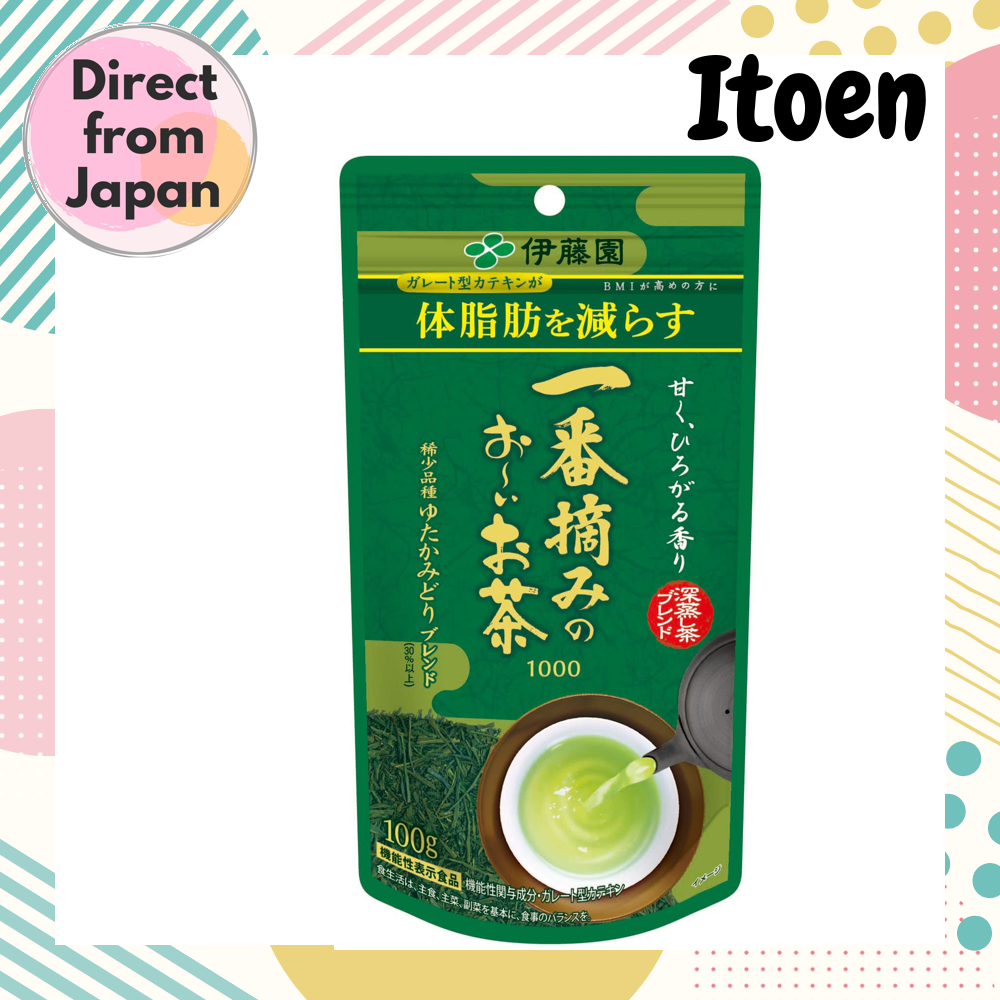 Direct
from
Japan
Itoen
伊藤園
ガレート型カテキンが
BMIが高めの方に
体脂肪を減らす
甘く、ひろがる香り
深蒸し茶
ブレンド
一番摘みの
お〜いお茶
1000
稀少品種 ゆたかみどりブレンド
(30%以上)
100g
機能性表示食品
機能性関与成分・ガレート型カテキン
食生活は、主食、主菜、副菜を基本に、食事のバランスを
イメージ